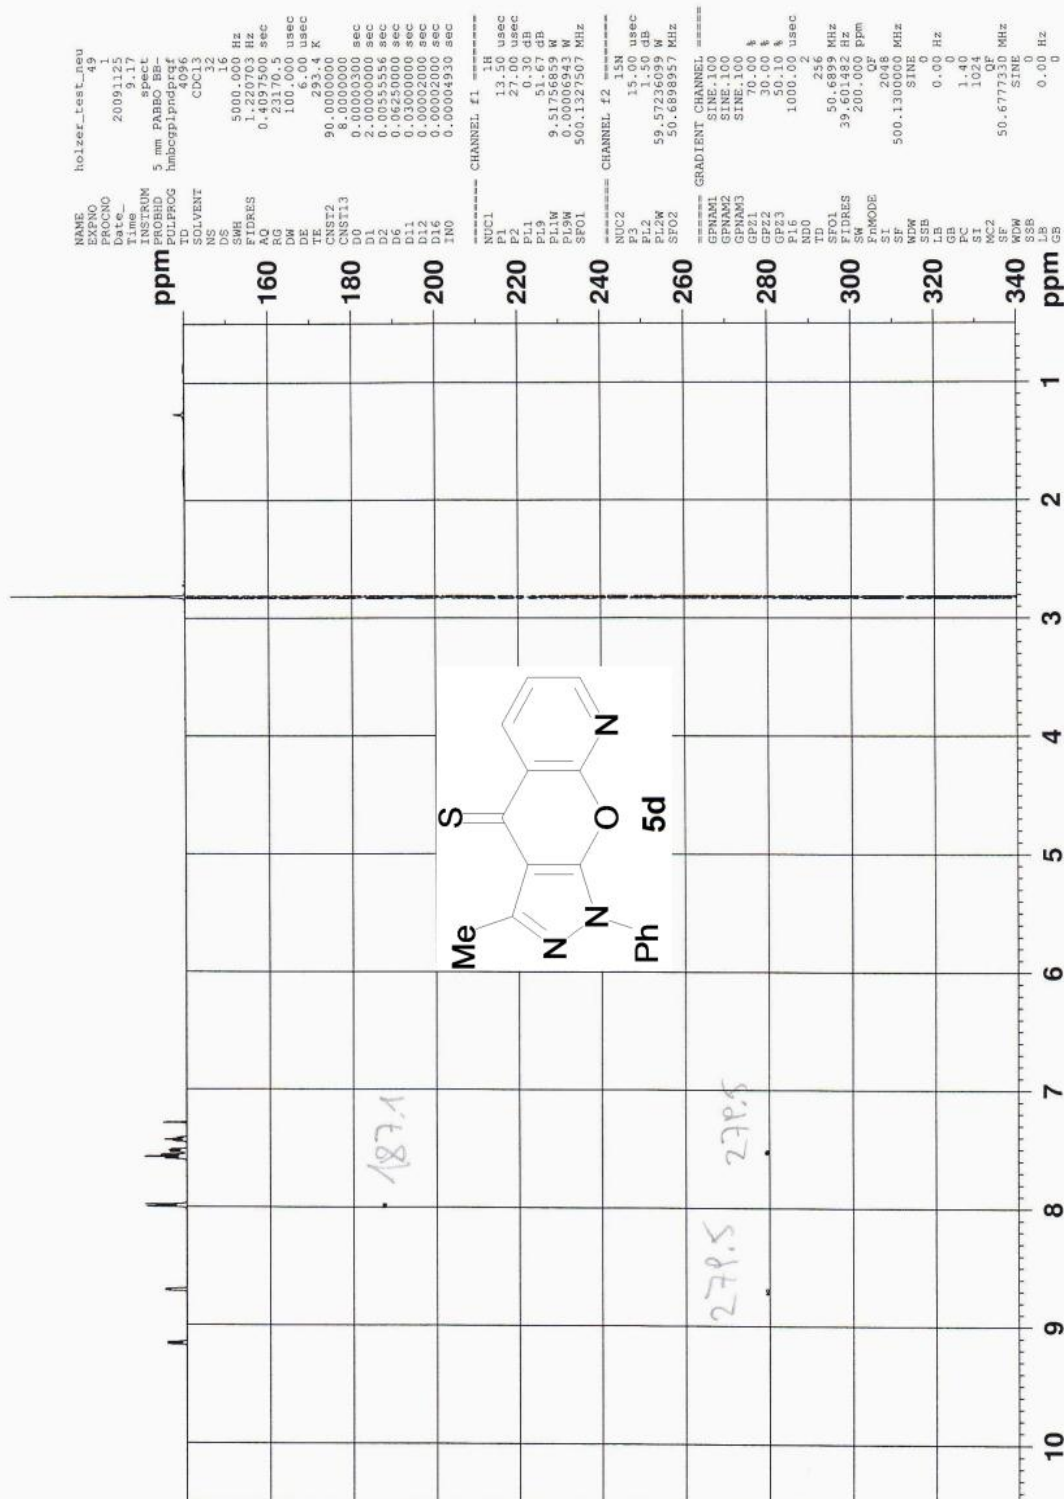 NAME holzer_test_neu
EXPNO 49
PROCNO 1
Date_ 20091125
Time 9.17
INSTRUM spect
PROBHD 5 mm PABBO BB-
PULPROG hmbcgplpndprqf
TD 4096
SOLVENT CDCl3
NS 32
DS 16
SWH 5000.000 Hz
FIDRES 1.220703 Hz
AQ 0.4097500 sec
RG 23170.5
DW 100.000 usec
DE 6.00 usec
TE 293.4 K
CNST2 90.0000000
CNST13 8.0000000
D0 0.00000300 sec
D1 2.00000000 sec
D2 0.00555556 sec
D6 0.06250000 sec
D11 0.03000000 sec
D12 0.00002000 sec
D16 0.00002000 sec
IN0 0.00004930 sec
======== CHANNEL f1 ========
NUC1 1H
P1 13.50 usec
P2 27.00 usec
PL1 0.30 dB
PL9 51.67 dB
PL1W 9.51756859 W
PL9W 0.00006943 W
SFO1 500.1327507 MHz
======== CHANNEL f2 ========
NUC2 15N
P3 15.00 usec
PL2 1.50 dB
PL2W 59.57236099 W
SFO2 50.6898957 MHz
====== GRADIENT CHANNEL =====
GPNAM1 SINE.100
GPNAM2 SINE.100
GPNAM3 SINE.100
GPZ1 70.00 %
GPZ2 30.00 %
GPZ3 50.10 %
P16 1000.00 usec
ND0 2
TD 256
SFO1 50.6899 MHz
FIDRES 39.601482 Hz
SW 200.000 ppm
FnMODE QF
SI 2048
SF 500.1300000 MHz
WDW SINE
SSB 0
LB 0.00 Hz
GB 0
PC 1.40
SI 1024
MC2 QF
SF 50.6777330 MHz
WDW SINE
SSB 0
LB 0.00 Hz
GB 0
ppm
160
180
200
220
240
260
280
300
320
340
ppm
10 9 8 7 6 5 4 3 2 1
187.1
279.5
279.5
Me
S
N
N
Ph
O
N
5d